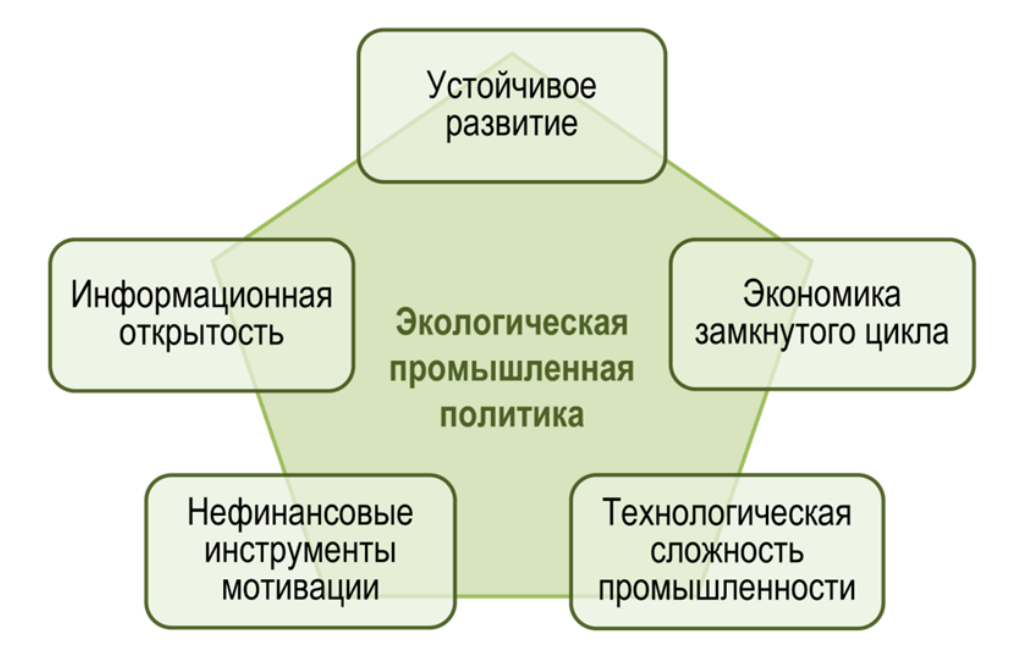 Устойчивое
развитие
Информационная
открытость
Экологическая
промышленная
политика
Экономика
замкнутого цикла
Нефинансовые
инструменты
мотивации
Технологическая
сложность
промышленности